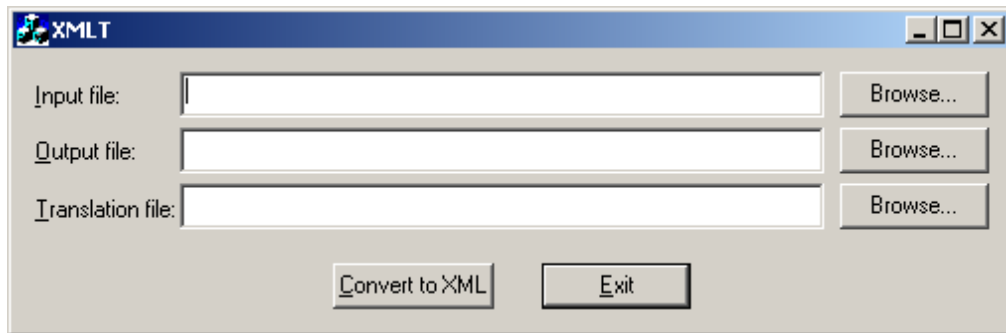 XMLT
Input file: Browse...
Output file: Browse...
Translation file: Browse...
Convert to XML Exit